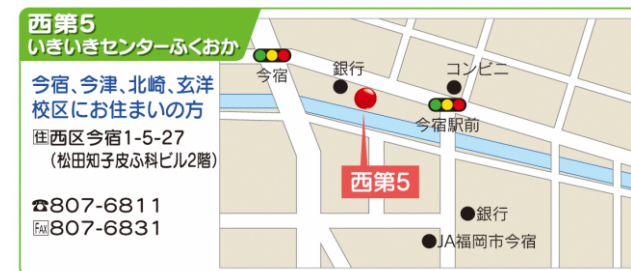 西第5
いきいきセンターふくおか
今宿、今津、北崎、玄洋
校区にお住まいの方
住西区今宿1-5-27
(松田知子皮ふ科ビル2階)
☎807-6811
FAX807-6831
今宿
銀行
コンビニ
今宿駅前
西第5
銀行
JA福岡市今宿